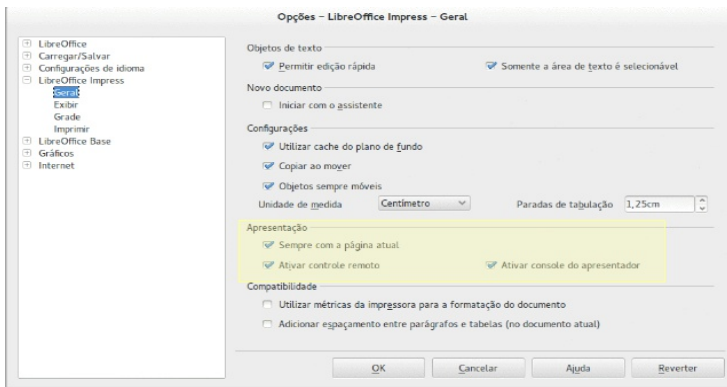 Opções – LibreOffice Impress – Geral
LibreOffice
Carregar/Salvar
Configurações de idioma
LibreOffice Impress
Geral
Exibir
Grade
Imprimir
LibreOffice Base
Gráficos
Internet
Objetos de texto
Permitir edição rápida
Somente a área de texto é selecionável
Novo documento
Iniciar com o assistente
Configurações
Utilizar cache do plano de fundo
Copiar ao mover
Objetos sempre móveis
Unidade de medida Centímetro Paradas de tabulação 1,25cm
Apresentação
Sempre com a página atual
Ativar controle remoto Ativar console do apresentador
Compatibilidade
Utilizar métricas da impressora para a formatação do documento
Adicionar espaçamento entre parágrafos e tabelas (no documento atual)
OK Cancelar Ajuda Reverter